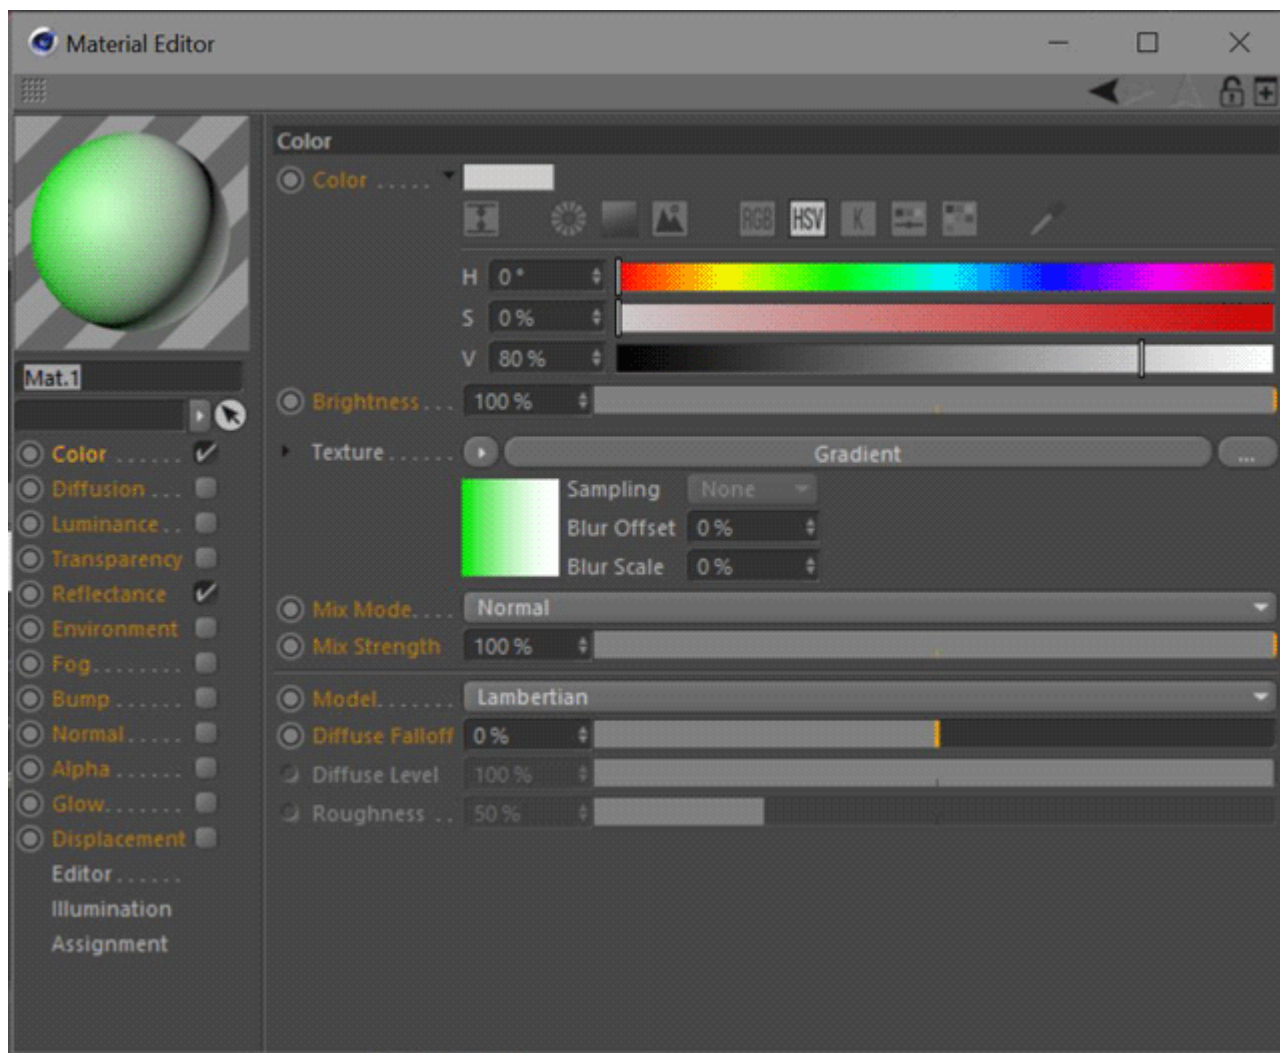 Material Editor
Color
Color .....
RGB HSV K
H 0°
S 0%
V 80%
Mat.1
Brightness... 100%
Color ......
Texture...... Gradient ...
Diffusion ...
Sampling None
Luminance ..
Blur Offset 0%
Transparency
Blur Scale 0%
Reflectance
Mix Mode.... Normal
Environment
Mix Strength 100%
Fog........
Bump ......
Model....... Lambertian
Normal.....
Diffuse Falloff 0%
Alpha ......
Diffuse Level 100%
Glow.......
Roughness .. 50%
Displacement
Editor......
Illumination
Assignment